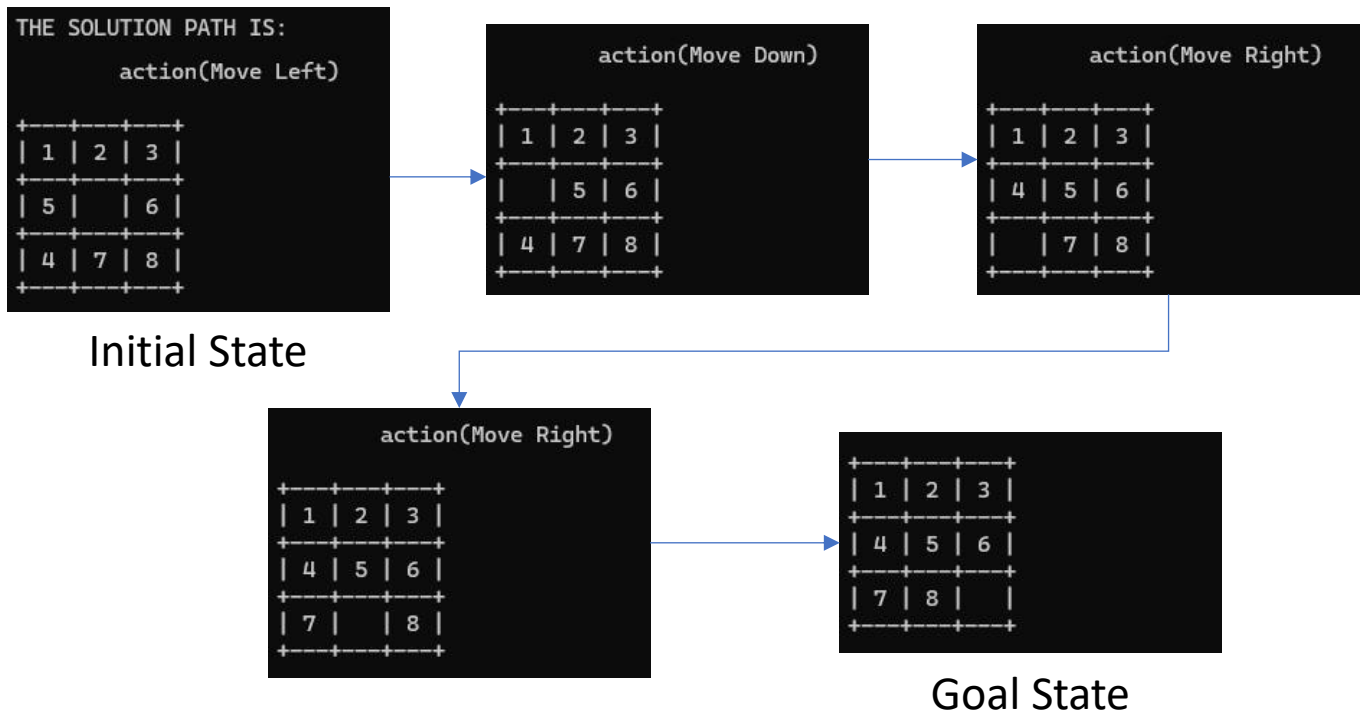 THE SOLUTION PATH IS:
action(Move Left)
+---+---+---+
| 1 | 2 | 3 |
+---+---+---+
| 5 |   | 6 |
+---+---+---+
| 4 | 7 | 8 |
+---+---+---+
Initial State
action(Move Down)
+---+---+---+
| 1 | 2 | 3 |
+---+---+---+
|   | 5 | 6 |
+---+---+---+
| 4 | 7 | 8 |
+---+---+---+
action(Move Right)
+---+---+---+
| 1 | 2 | 3 |
+---+---+---+
| 4 | 5 | 6 |
+---+---+---+
|   | 7 | 8 |
+---+---+---+
action(Move Right)
+---+---+---+
| 1 | 2 | 3 |
+---+---+---+
| 4 | 5 | 6 |
+---+---+---+
| 7 |   | 8 |
+---+---+---+
+---+---+---+
| 1 | 2 | 3 |
+---+---+---+
| 4 | 5 | 6 |
+---+---+---+
| 7 | 8 |   |
+---+---+---+
Goal State